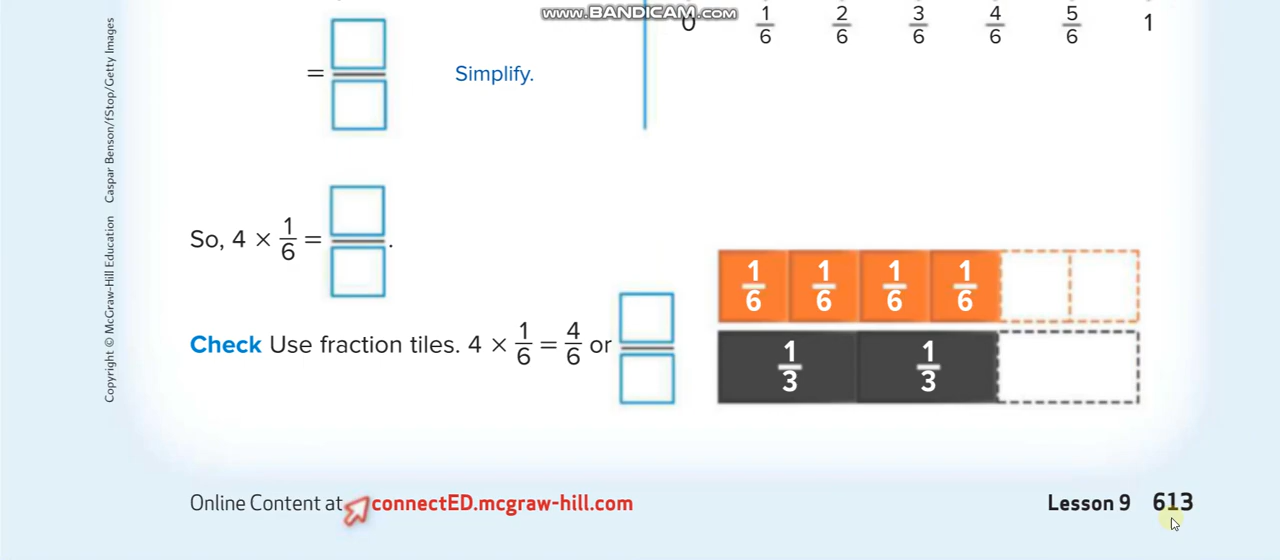 www.BANDICAM.com
0 1/6 2/6 3/6 4/6 5/6 1
= Simplify.
So, 4 × 1/6 = .
Check Use fraction tiles. 4 × 1/6 = 4/6 or
1/6 1/6 1/6 1/6
1/3 1/3
Copyright © McGraw-Hill Education Caspar Benson/fStop/Getty Images
Online Content at connectED.mcgraw-hill.com
Lesson 9 613